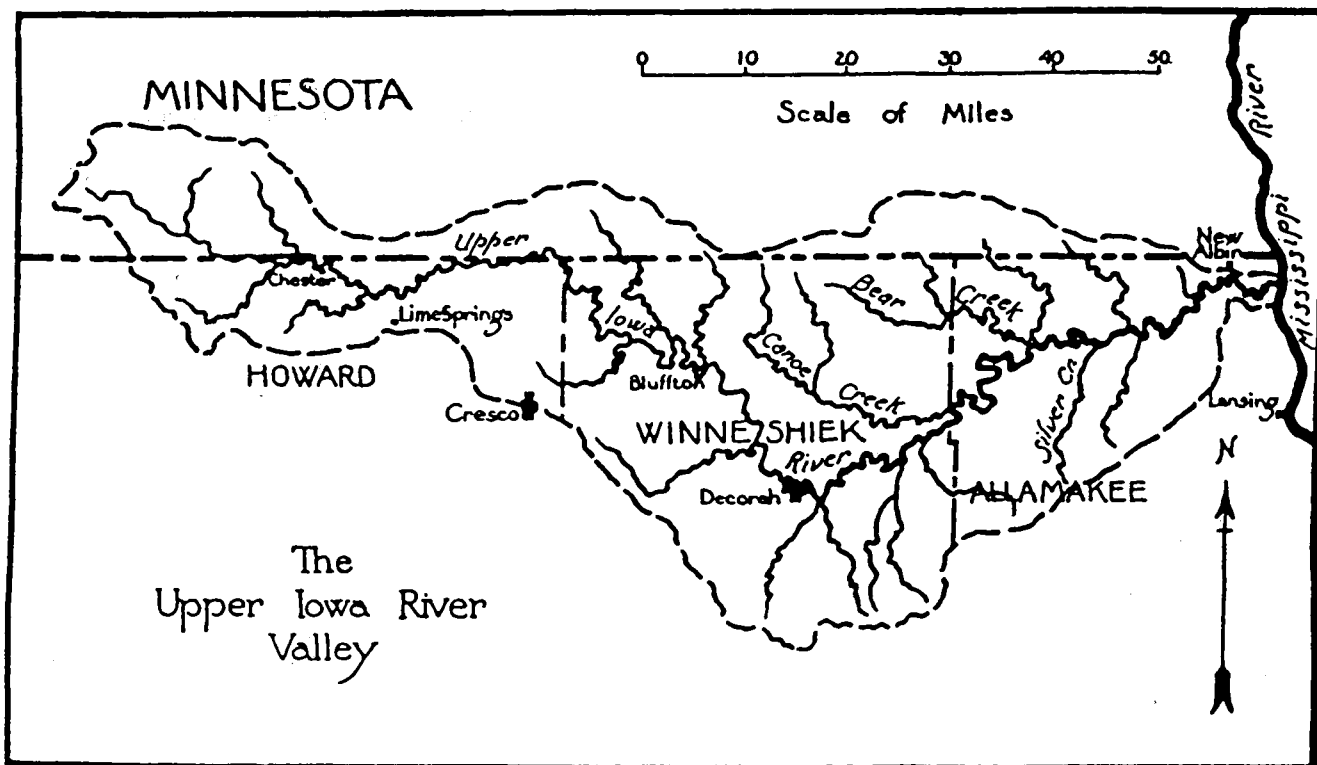 0 10 20 30 40 50
Scale of Miles
MINNESOTA
River
Mississippi
Upper
New
Albin
Chester
Lime Springs
Iowa
Bear
Creek
HOWARD
Canoe
Creek
Bluffton
Cresco
WINNESHIEK
River
Silver Cr.
Lansing
N
Decorah
ALLAMAKEE
The
Upper Iowa River
Valley